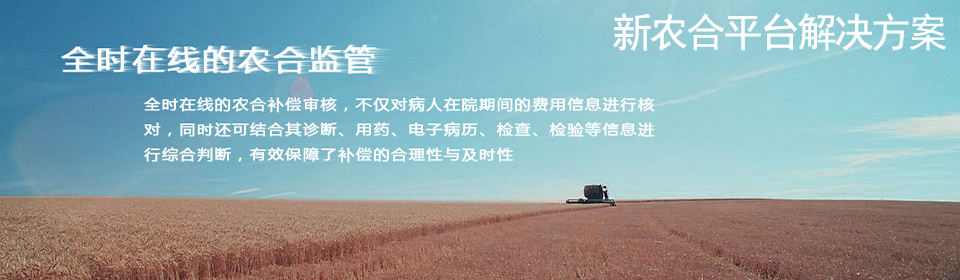 新农合平台解决方案
全时在线的农合监管
全时在线的农合补偿审核，不仅对病人在院期间的费用信息进行核
对，同时还可结合其诊断、用药、电子病历、检查、检验等信息进
行综合判断，有效保障了补偿的合理性与及时性